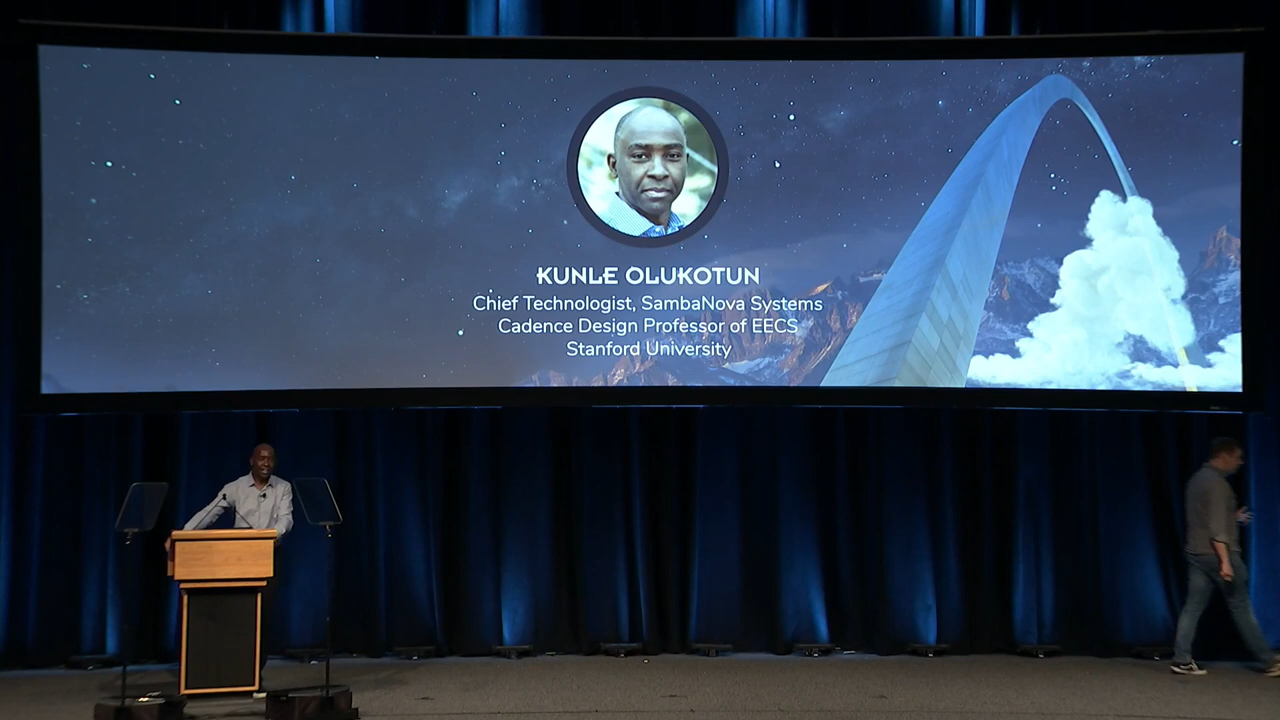 KUNLE OLUKOTUN
Chief Technologist, SambaNova Systems
Cadence Design Professor of EECS
Stanford University